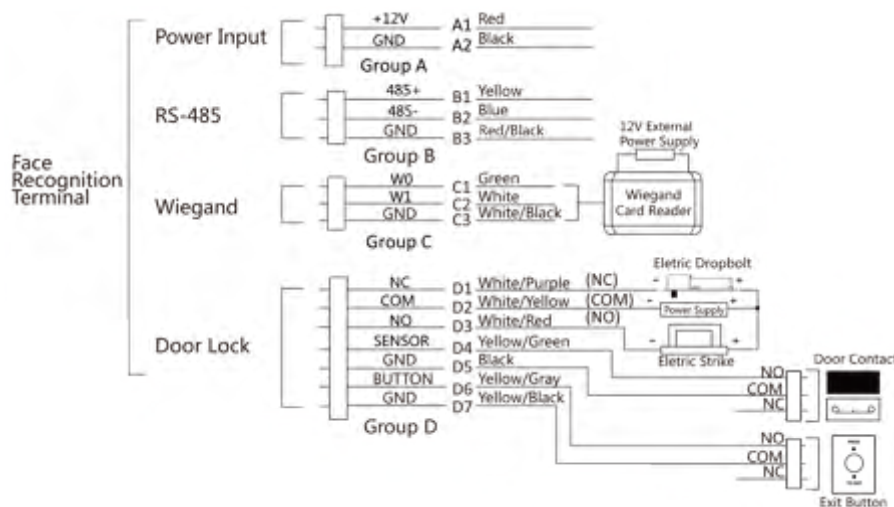 Face
Recognition
Terminal
Power Input
+12V A1 Red
GND A2 Black
Group A
RS-485
485+ B1 Yellow
485- B2 Blue
GND B3 Red/Black
Group B
12V External
Power Supply
Wiegand
W0 C1 Green
W1 C2 White
GND C3 White/Black
Group C
Wiegand
Card Reader
Door Lock
Eletric Dropbolt
NC D1 White/Purple (NC) - +
COM D2 White/Yellow (COM) - Power Supply +
NO D3 White/Red (NO) - +
Eletric Strike
SENSOR D4 Yellow/Green
GND D5 Black
BUTTON D6 Yellow/Gray
GND D7 Yellow/Black
Group D
Door Contact
NO
COM
NC
NO
COM
NC
Exit Button